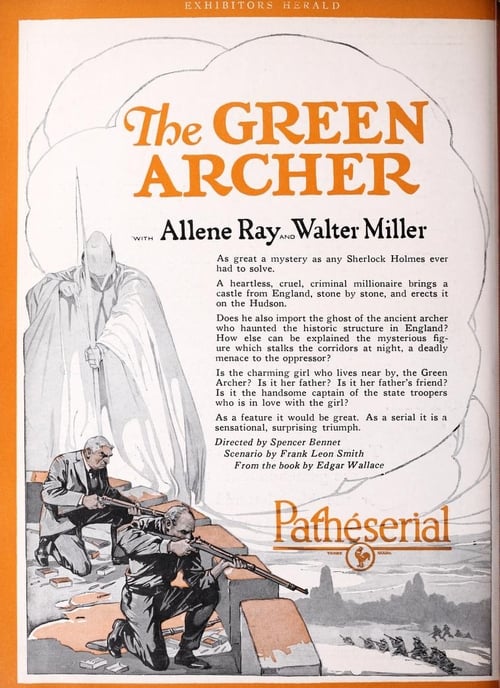 EXHIBITORS HERALD
The GREEN
ARCHER
WITH Allene Ray AND Walter Miller
As great a mystery as any Sherlock Holmes ever
had to solve.
A heartless, cruel, criminal millionaire brings a
castle from England, stone by stone, and erects it
on the Hudson.
Does he also import the ghost of the ancient archer
who haunted the historic structure in England?
How else can be explained the mysterious fig-
ure which stalks the corridors at night, a deadly
menace to the oppressor?
Is the charming girl who lives near by, the Green
Archer? Is it her father? Is it her father's friend?
Is it the handsome captain of the state troopers
who is in love with the girl?
As a feature it would be great. As a serial it is a
sensational, surprising triumph.
Directed by Spencer Bennet
Scenario by Frank Leon Smith
From the book by Edgar Wallace
Pathéserial
TRADE MARK